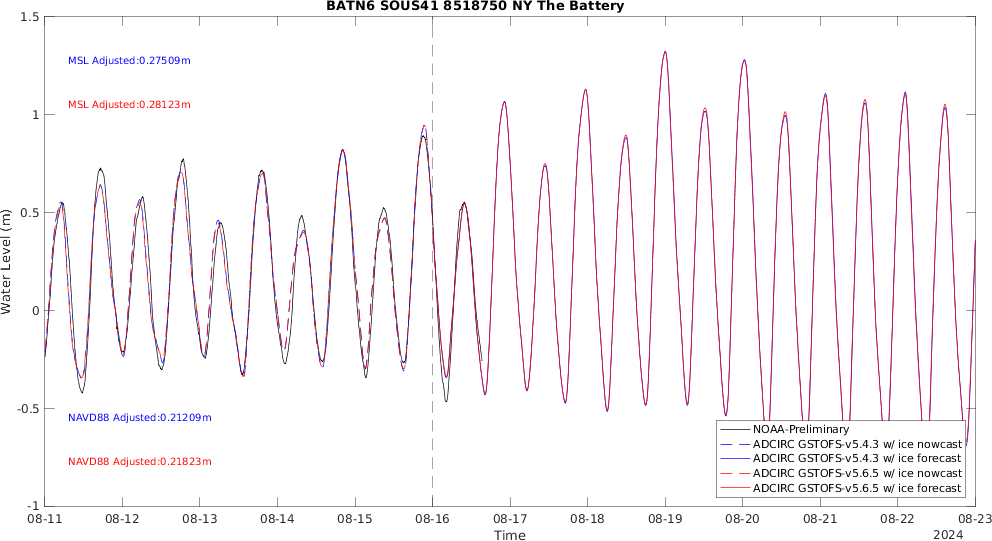 BATN6 SOUS41 8518750 NY The Battery
1.5
MSL Adjusted:0.27509m
MSL Adjusted:0.28123m
1
0.5
Water Level (m)
0
-0.5
NAVD88 Adjusted:0.21209m
NAVD88 Adjusted:0.21823m
-1
NOAA-Preliminary
ADCIRC GSTOFS-v5.4.3 w/ ice nowcast
ADCIRC GSTOFS-v5.4.3 w/ ice forecast
ADCIRC GSTOFS-v5.6.5 w/ ice nowcast
ADCIRC GSTOFS-v5.6.5 w/ ice forecast
08-11 08-12 08-13 08-14 08-15 08-16 08-17 08-18 08-19 08-20 08-21 08-22 08-23
Time
2024